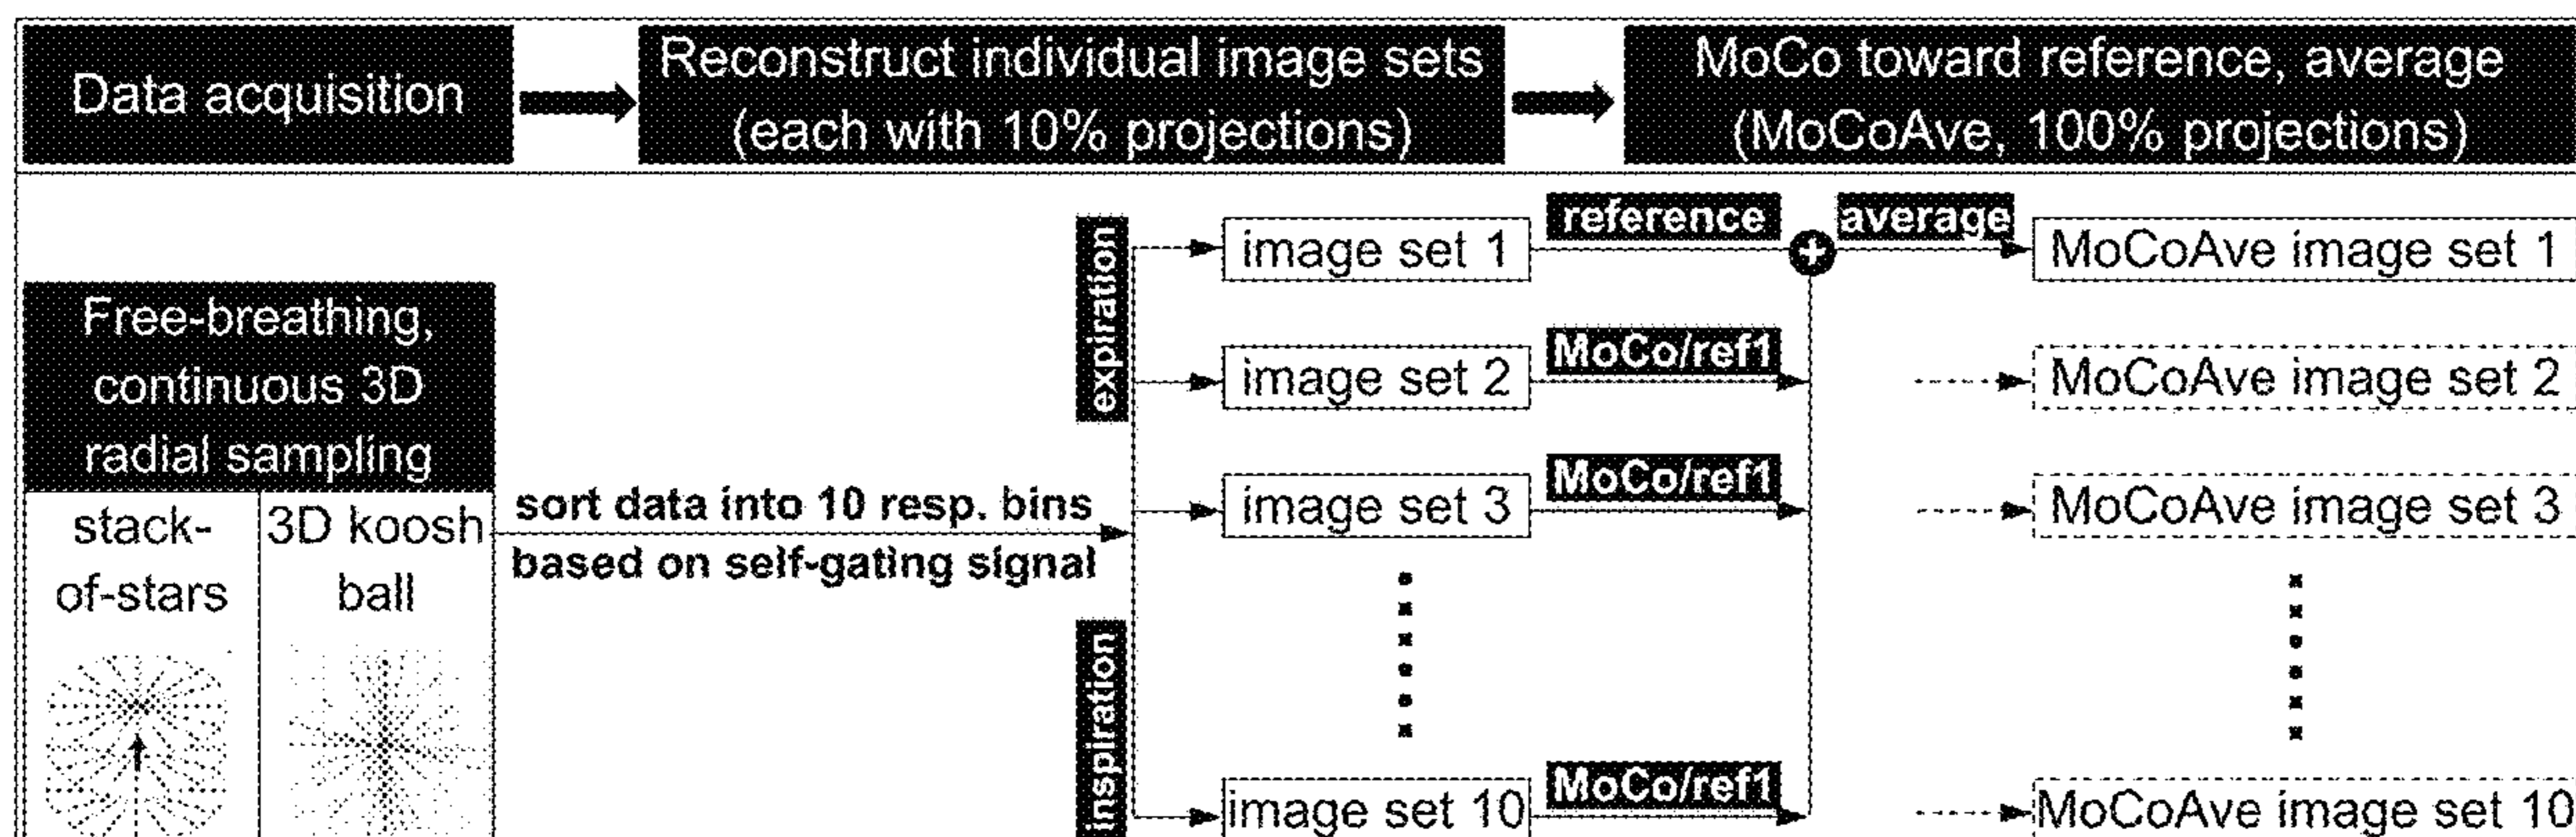 Data acquisition
Reconstruct individual image sets
(each with 10% projections)
MoCo toward reference, average
(MoCoAve, 100% projections)
Free-breathing,
continuous 3D
radial sampling
stack-
of-stars
3D koosh
ball
sort data into 10 resp. bins
based on self-gating signal
expiration
inspiration
image set 1
reference
average
MoCoAve image set 1
image set 2
MoCo/ref1
MoCoAve image set 2
image set 3
MoCo/ref1
MoCoAve image set 3
image set 10
MoCo/ref1
MoCoAve image set 10